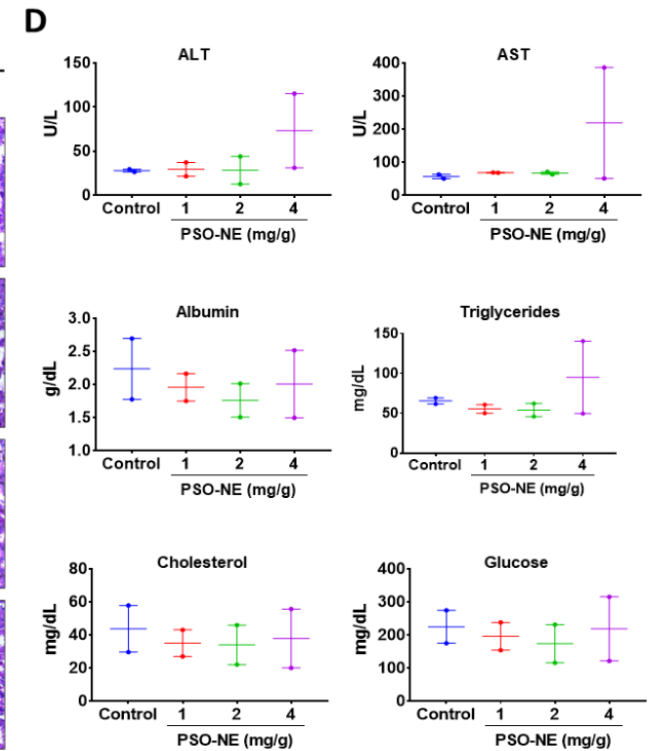 D
ALT
150
100
50
0
U/L
Control 1 2 4
PSO-NE (mg/g)
AST
400
300
200
100
0
U/L
Control 1 2 4
PSO-NE (mg/g)
Albumin
3.0
2.5
2.0
1.5
1.0
g/dL
Control 1 2 4
PSO-NE (mg/g)
Triglycerides
150
100
50
0
mg/dL
Control 1 2 4
PSO-NE (mg/g)
Cholesterol
80
60
40
20
0
mg/dL
Control 1 2 4
PSO-NE (mg/g)
Glucose
400
300
200
100
0
mg/dL
Control 1 2 4
PSO-NE (mg/g)